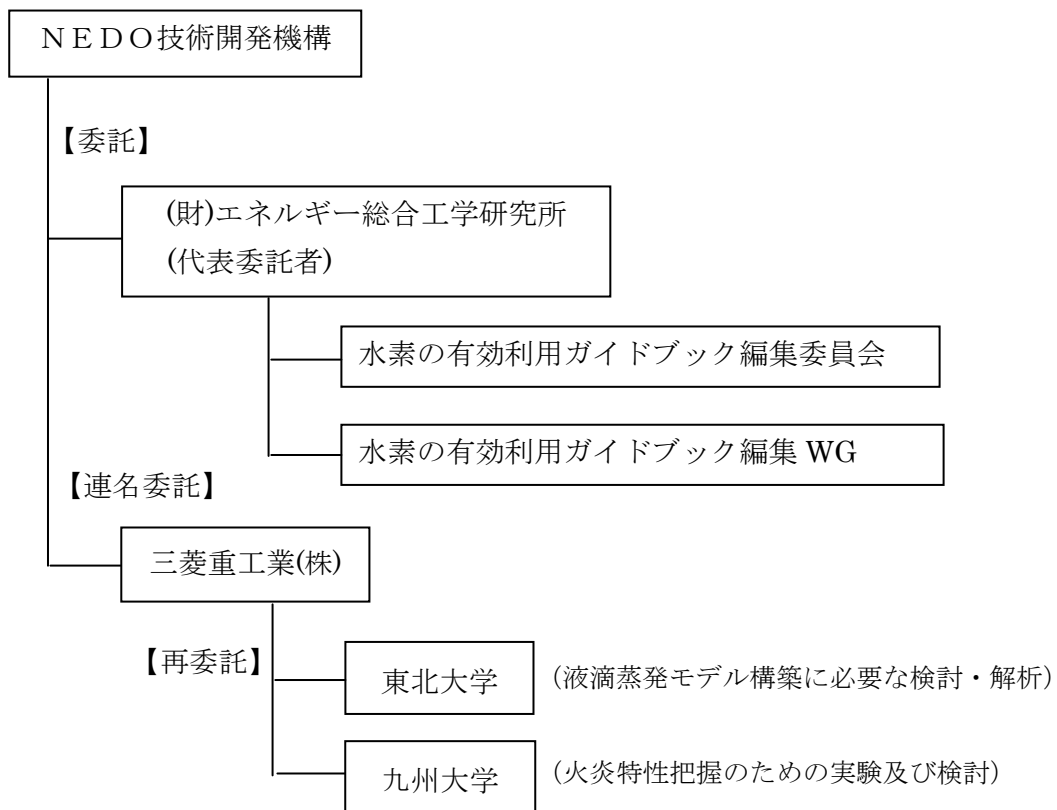 ＮＥＤＯ技術開発機構
【委託】
(財)エネルギー総合工学研究所
(代表委託者)
水素の有効利用ガイドブック編集委員会
水素の有効利用ガイドブック編集 WG
【連名委託】
三菱重工業(株)
【再委託】
東北大学 (液滴蒸発モデル構築に必要な検討・解析)
九州大学 (火炎特性把握のための実験及び検討)